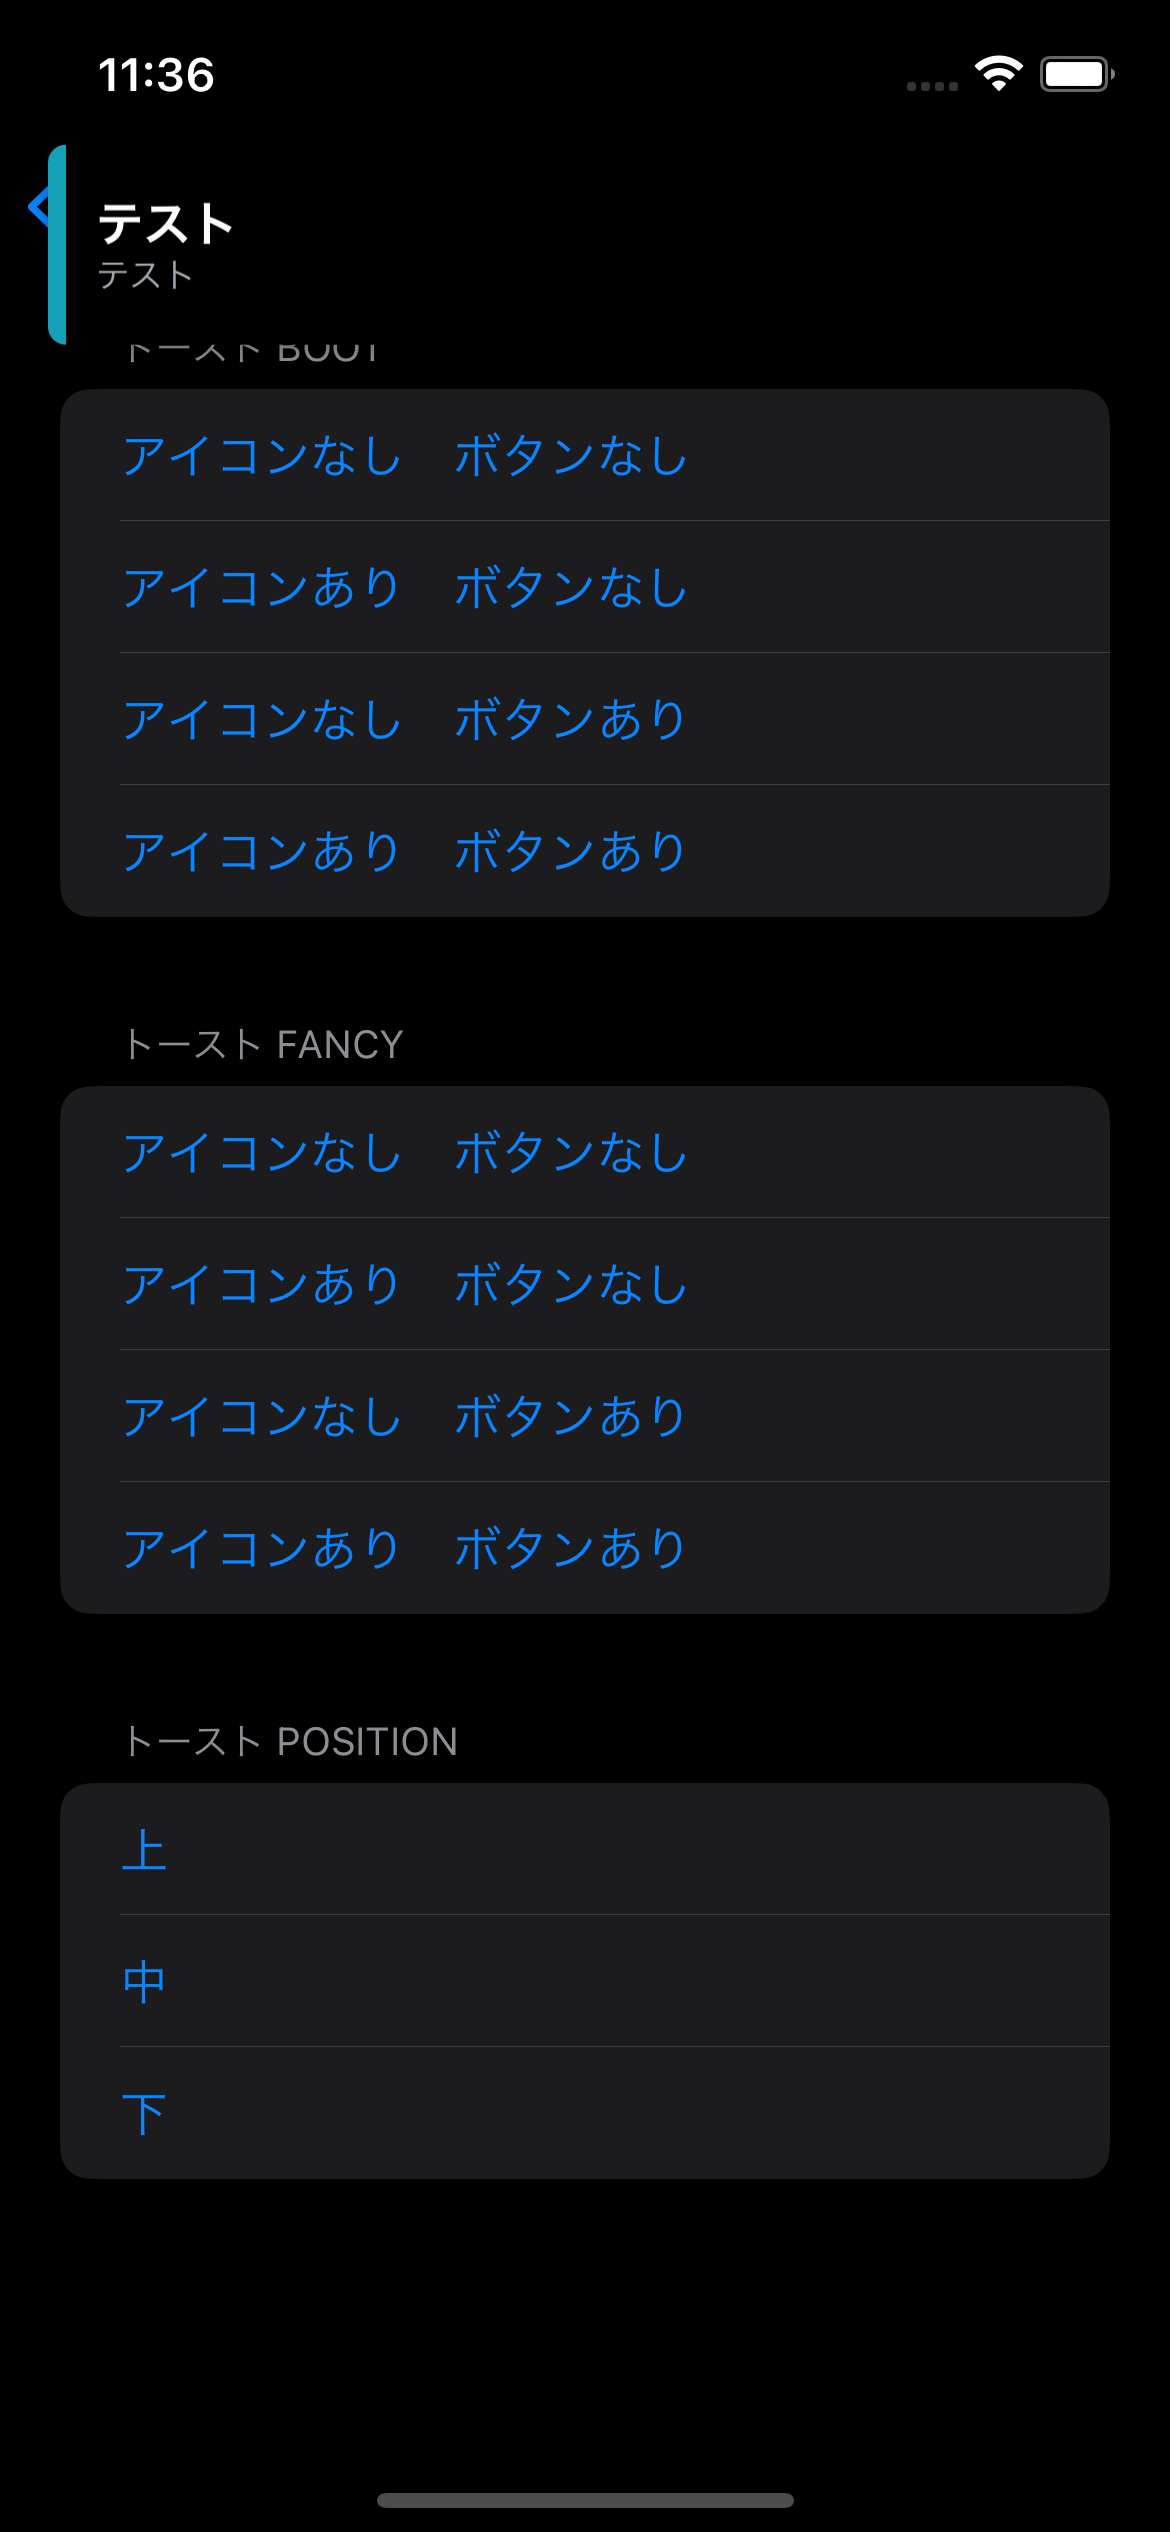 11:36
テスト
テスト
トースト BOOT
アイコンなし　ボタンなし
アイコンあり　ボタンなし
アイコンなし　ボタンあり
アイコンあり　ボタンあり
トースト FANCY
アイコンなし　ボタンなし
アイコンあり　ボタンなし
アイコンなし　ボタンあり
アイコンあり　ボタンあり
トースト POSITION
上
中
下